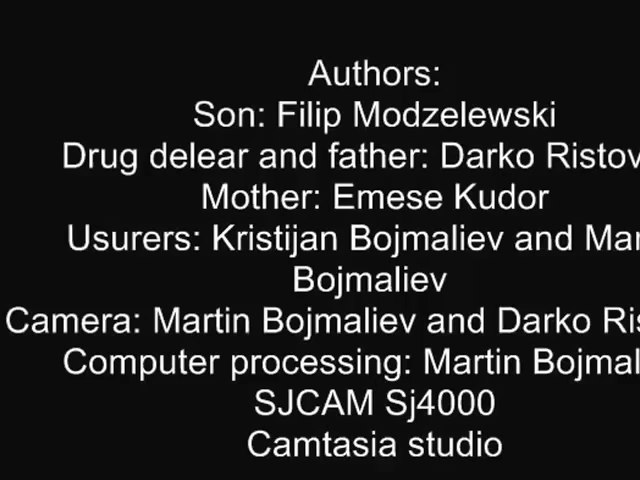 Authors:
Son: Filip Modzelewski
Drug delear and father: Darko Ristov
Mother: Emese Kudor
Usurers: Kristijan Bojmaliev and Mar
Bojmaliev
Camera: Martin Bojmaliev and Darko Ris
Computer processing: Martin Bojmal
SJCAM Sj4000
Camtasia studio